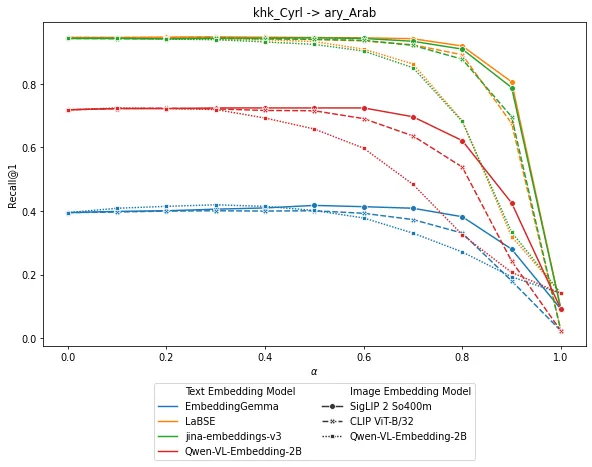 khk_Cyrl -> ary_Arab
Recall@1
0.8
0.6
0.4
0.2
0.0
0.0 0.2 0.4 0.6 0.8 1.0
α
Text Embedding Model Image Embedding Model
EmbeddingGemma SigLIP 2 So400m
LaBSE CLIP ViT-B/32
jina-embeddings-v3 Qwen-VL-Embedding-2B
Qwen-VL-Embedding-2B